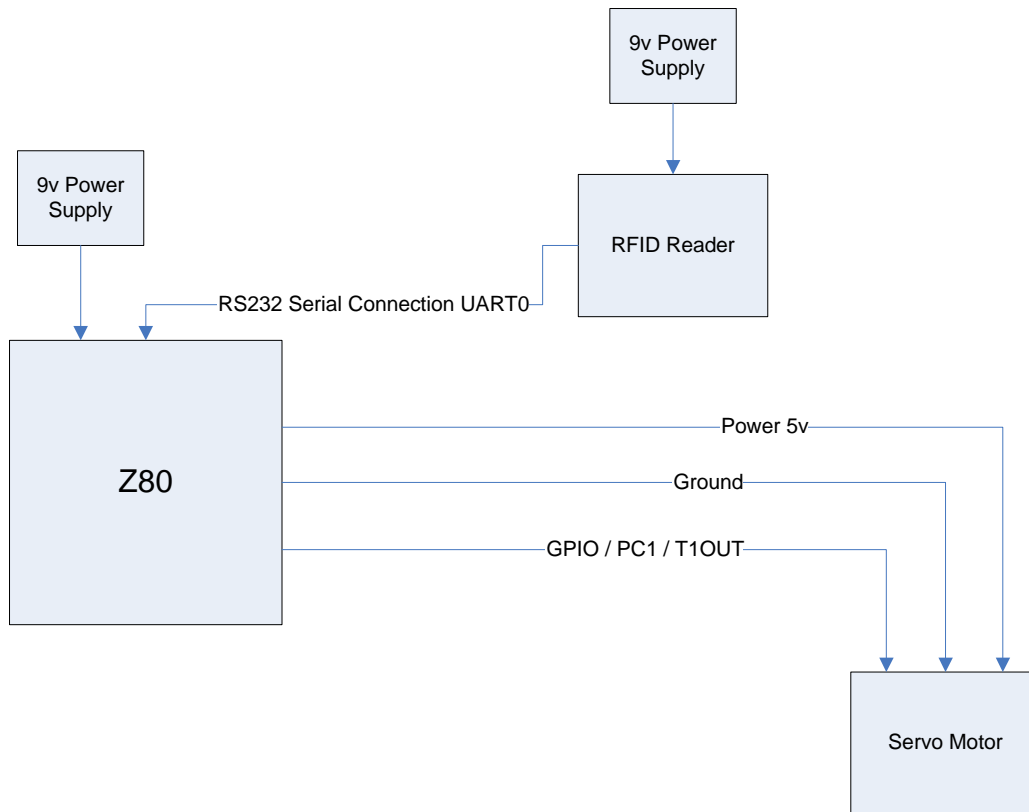 9v Power
Supply
9v Power
Supply
RFID Reader
RS232 Serial Connection UART0
Z80
Power 5v
Ground
GPIO / PC1 / T1OUT
Servo Motor